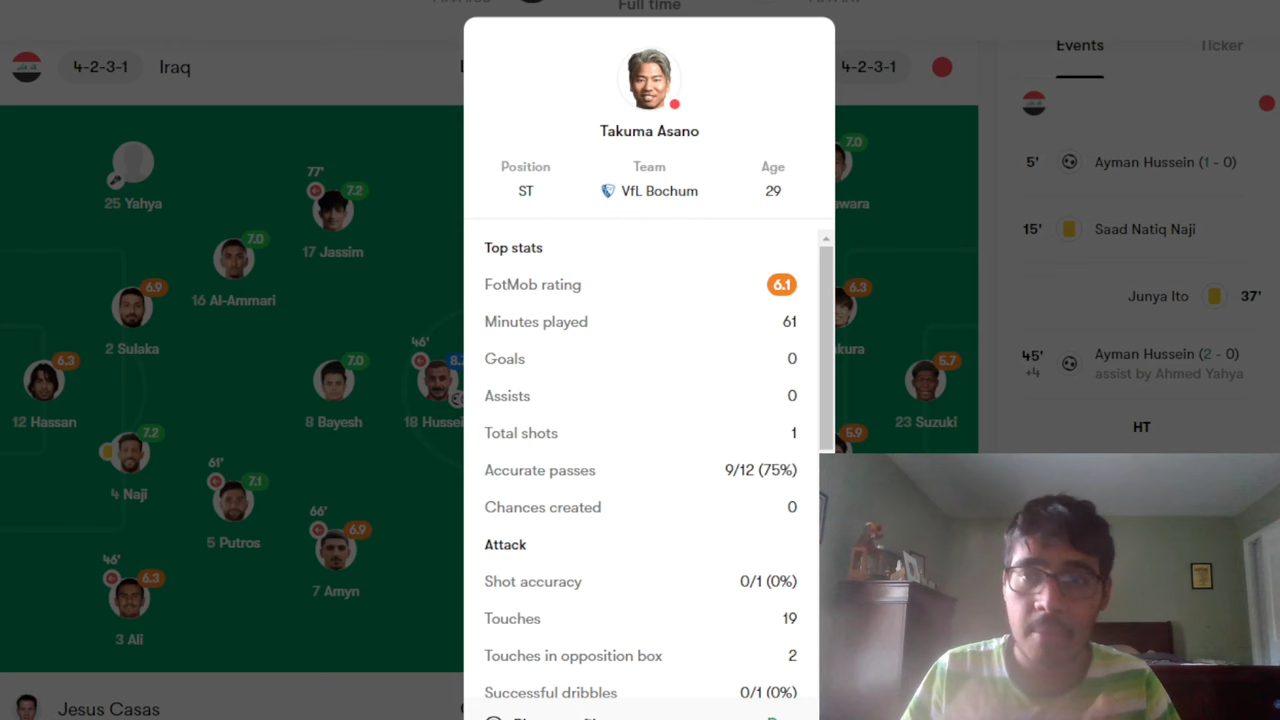 Full time
4-2-3-1 Iraq
4-2-3-1
Events Ticker
Takuma Asano
Position Team Age
ST VfL Bochum 29
Top stats
FotMob rating 6.1
Minutes played 61
Goals 0
Assists 0
Total shots 1
Accurate passes 9/12 (75%)
Chances created 0
Attack
Shot accuracy 0/1 (0%)
Touches 19
Touches in opposition box 2
Successful dribbles 0/1 (0%)
25 Yahya
77'
7.2
17 Jassim
7.0
16 Al-Ammari
6.9
2 Sulaka
6.3
12 Hassan
7.0
8 Bayesh
46'
8.
18 Hussei
7.2
4 Naji
61'
7.1
5 Putros
66'
6.9
7 Amyn
46'
6.3
3 Ali
Jesus Casas
7.0
awara
6.3
kura
5.7
23 Suzuki
5.9
5' Ayman Hussein (1 - 0)
15' Saad Natiq Naji
Junya Ito 37'
45' Ayman Hussein (2 - 0)
+4 assist by Ahmed Yahya
HT